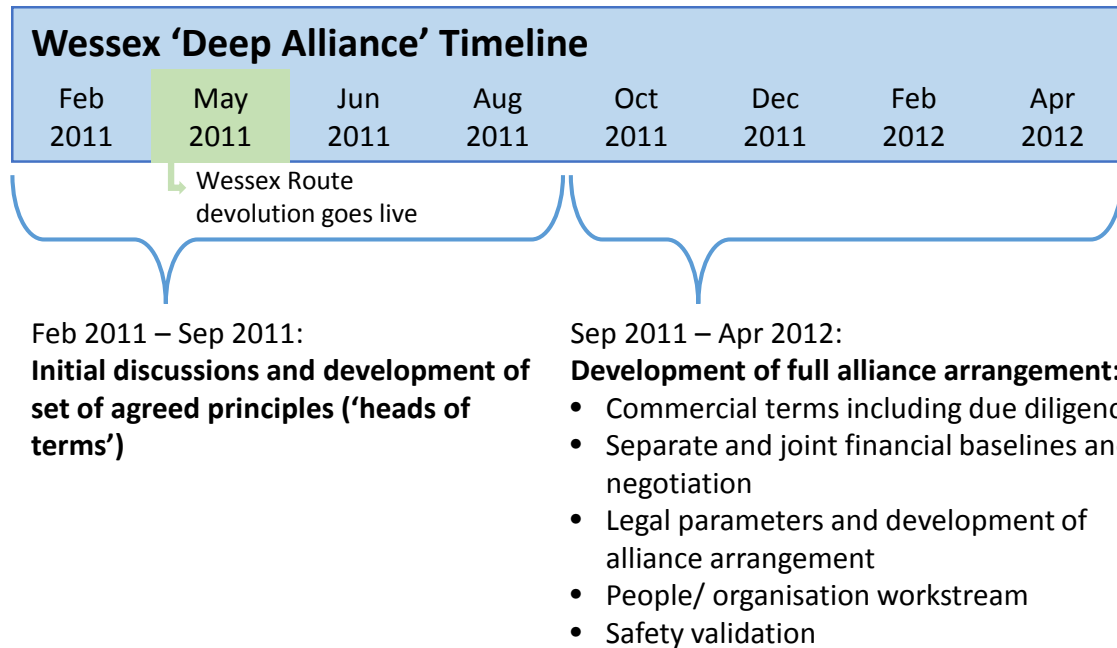 Wessex ‘Deep Alliance’ Timeline
Feb 2011
May 2011
Jun 2011
Aug 2011
Oct 2011
Dec 2011
Feb 2012
Apr 2012
Wessex Route
devolution goes live
Feb 2011 – Sep 2011:
Initial discussions and development of
set of agreed principles (‘heads of
terms’)
Sep 2011 – Apr 2012:
Development of full alliance arrangement:
• Commercial terms including due
• Separate and joint financial baselines
negotiation
• Legal parameters and development of
alliance arrangement
• People/ organisation workstream
• Safety validation